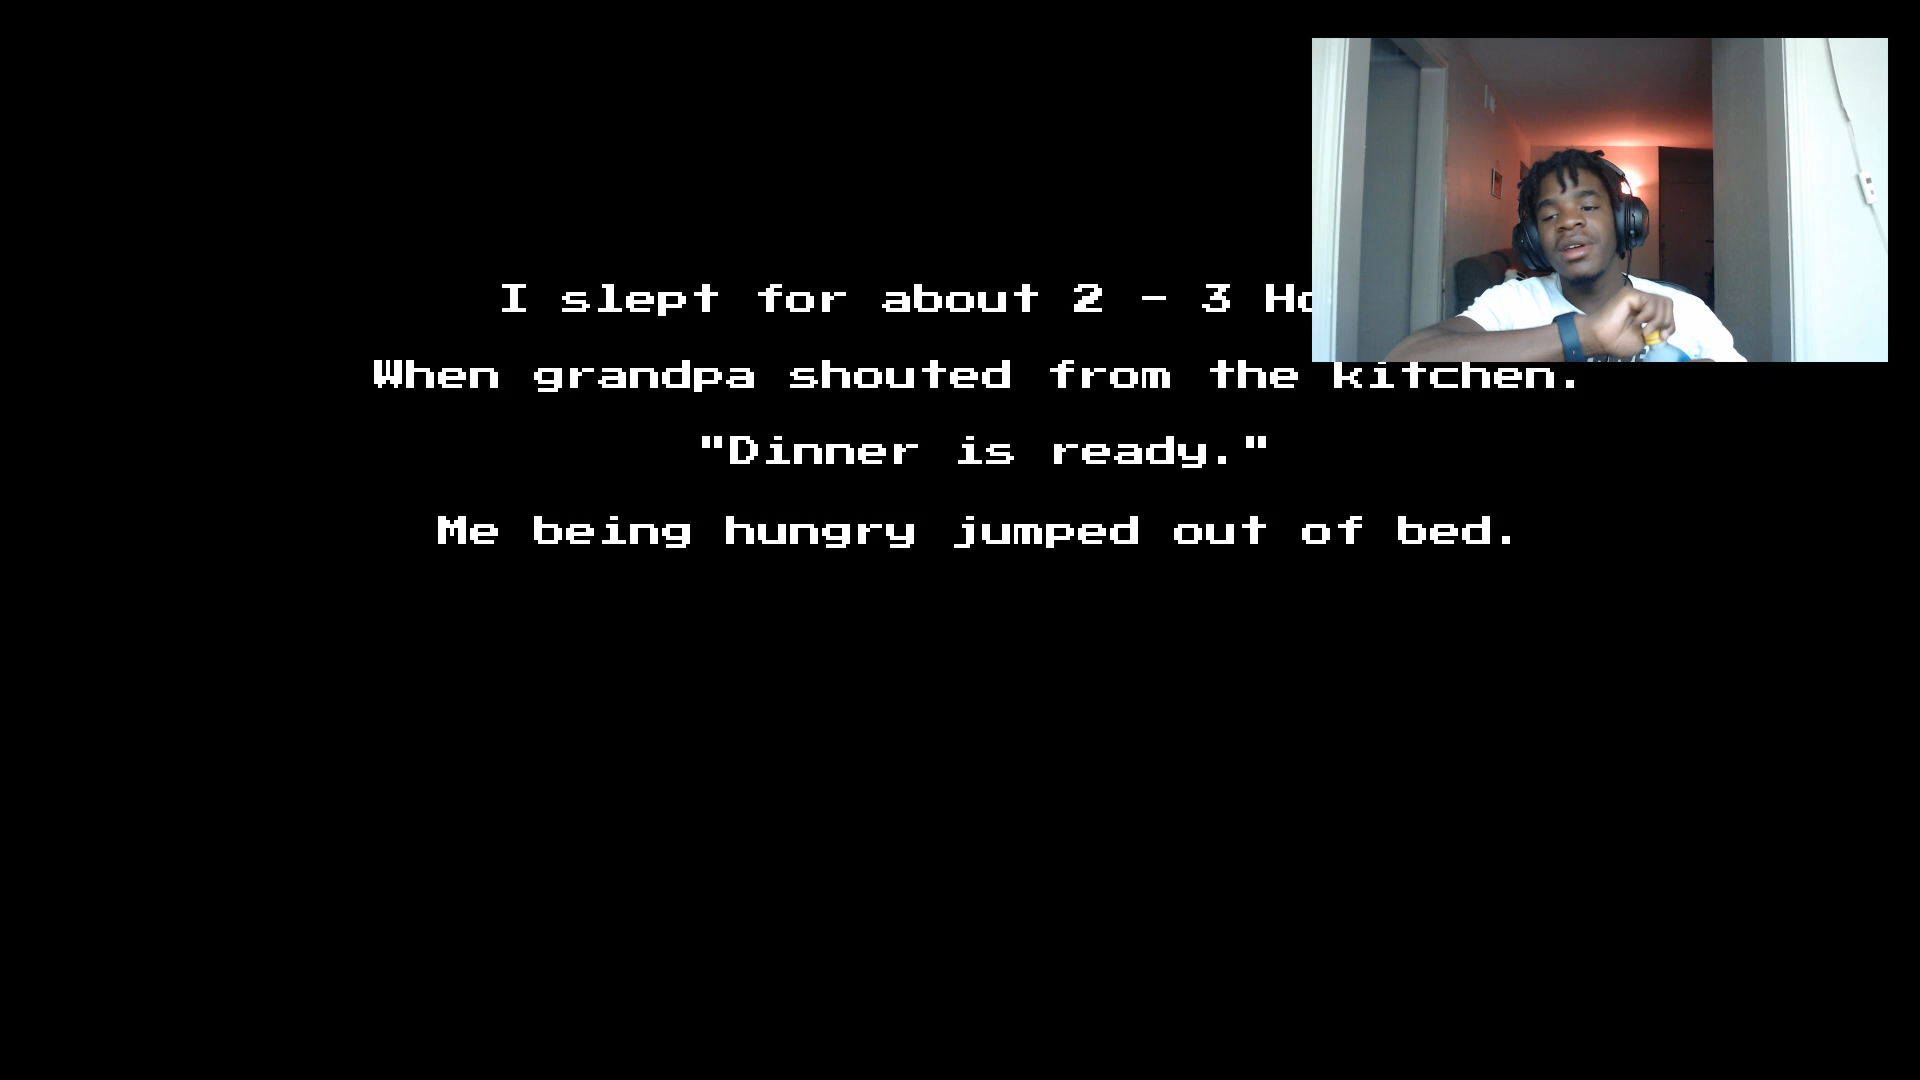 I slept for about 2 - 3
When grandpa shouted from the kitchen.
"Dinner is ready."
Me being hungry jumped out of bed.